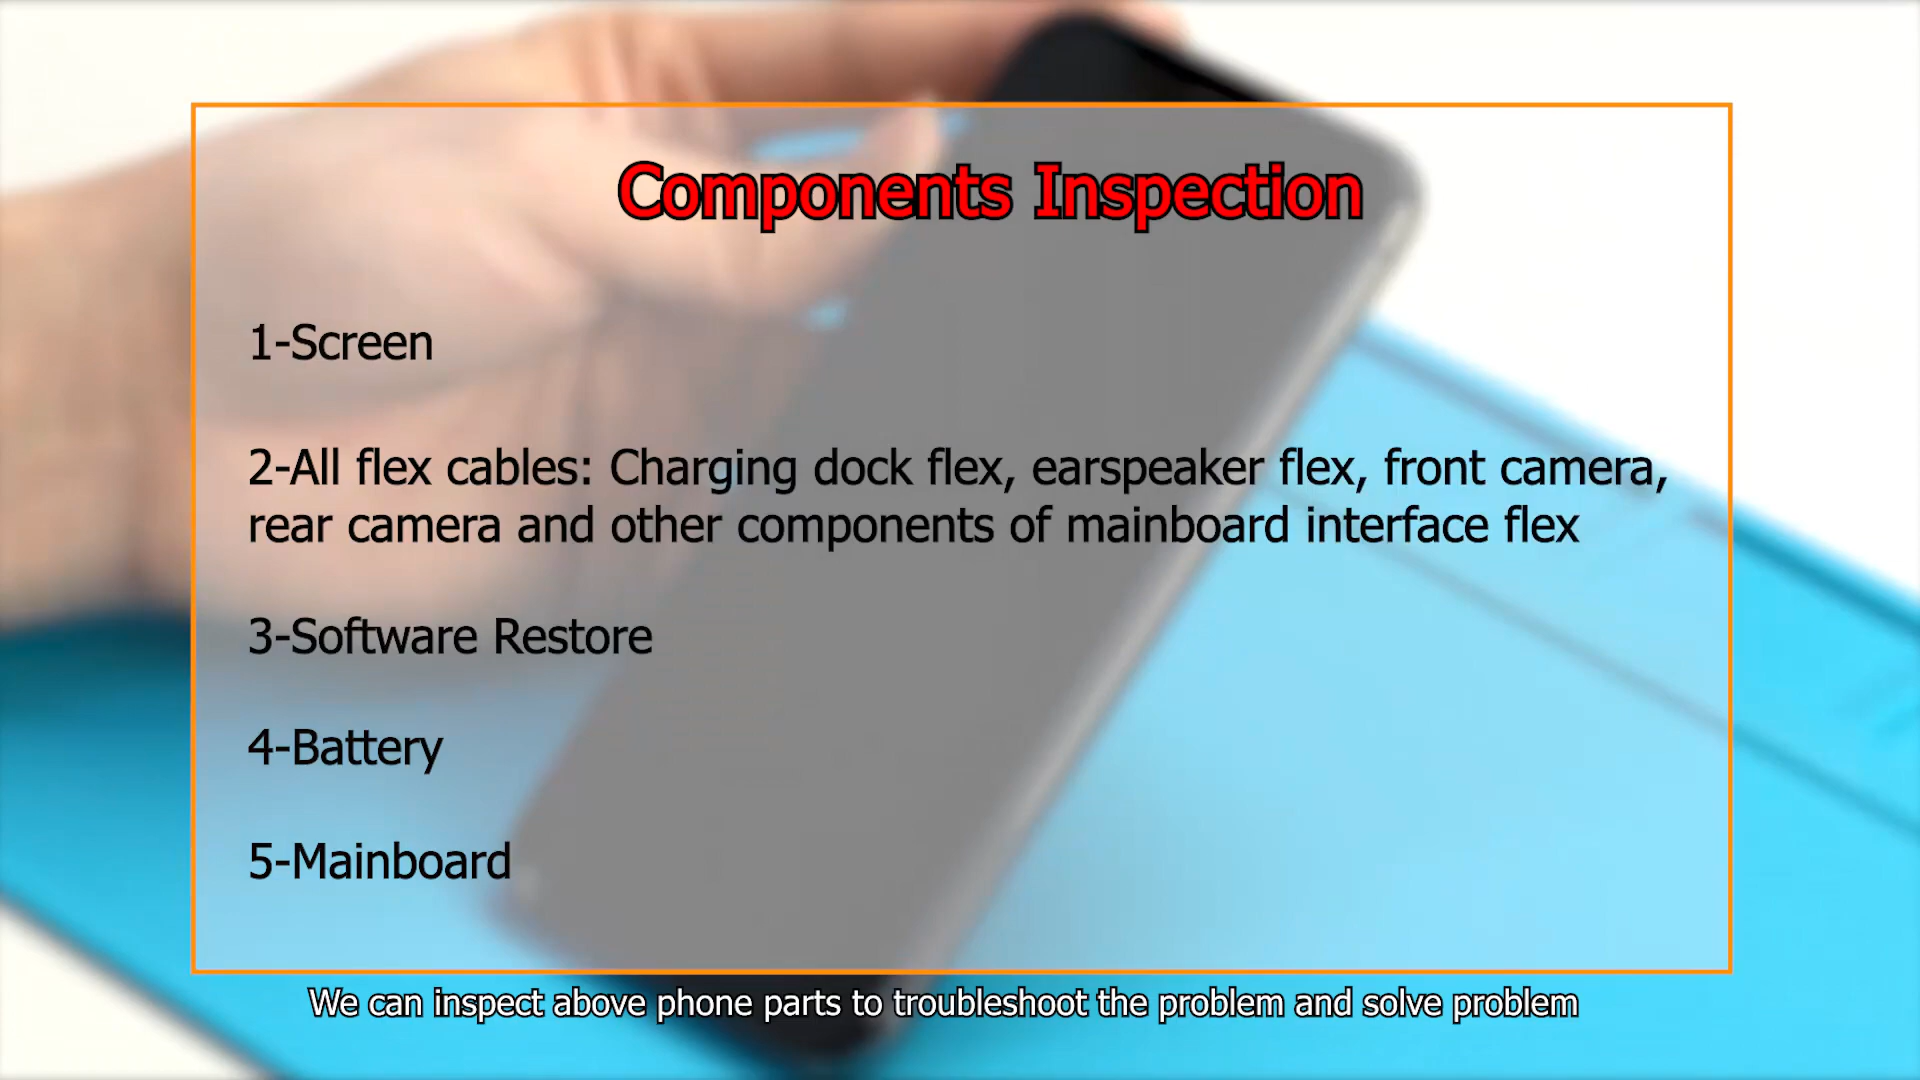 Components Inspection
1-Screen
2-All flex cables: Charging dock flex, earspeaker flex, front camera,
rear camera and other components of mainboard interface flex
3-Software Restore
4-Battery
5-Mainboard
We can inspect above phone parts to troubleshoot the problem and solve problem